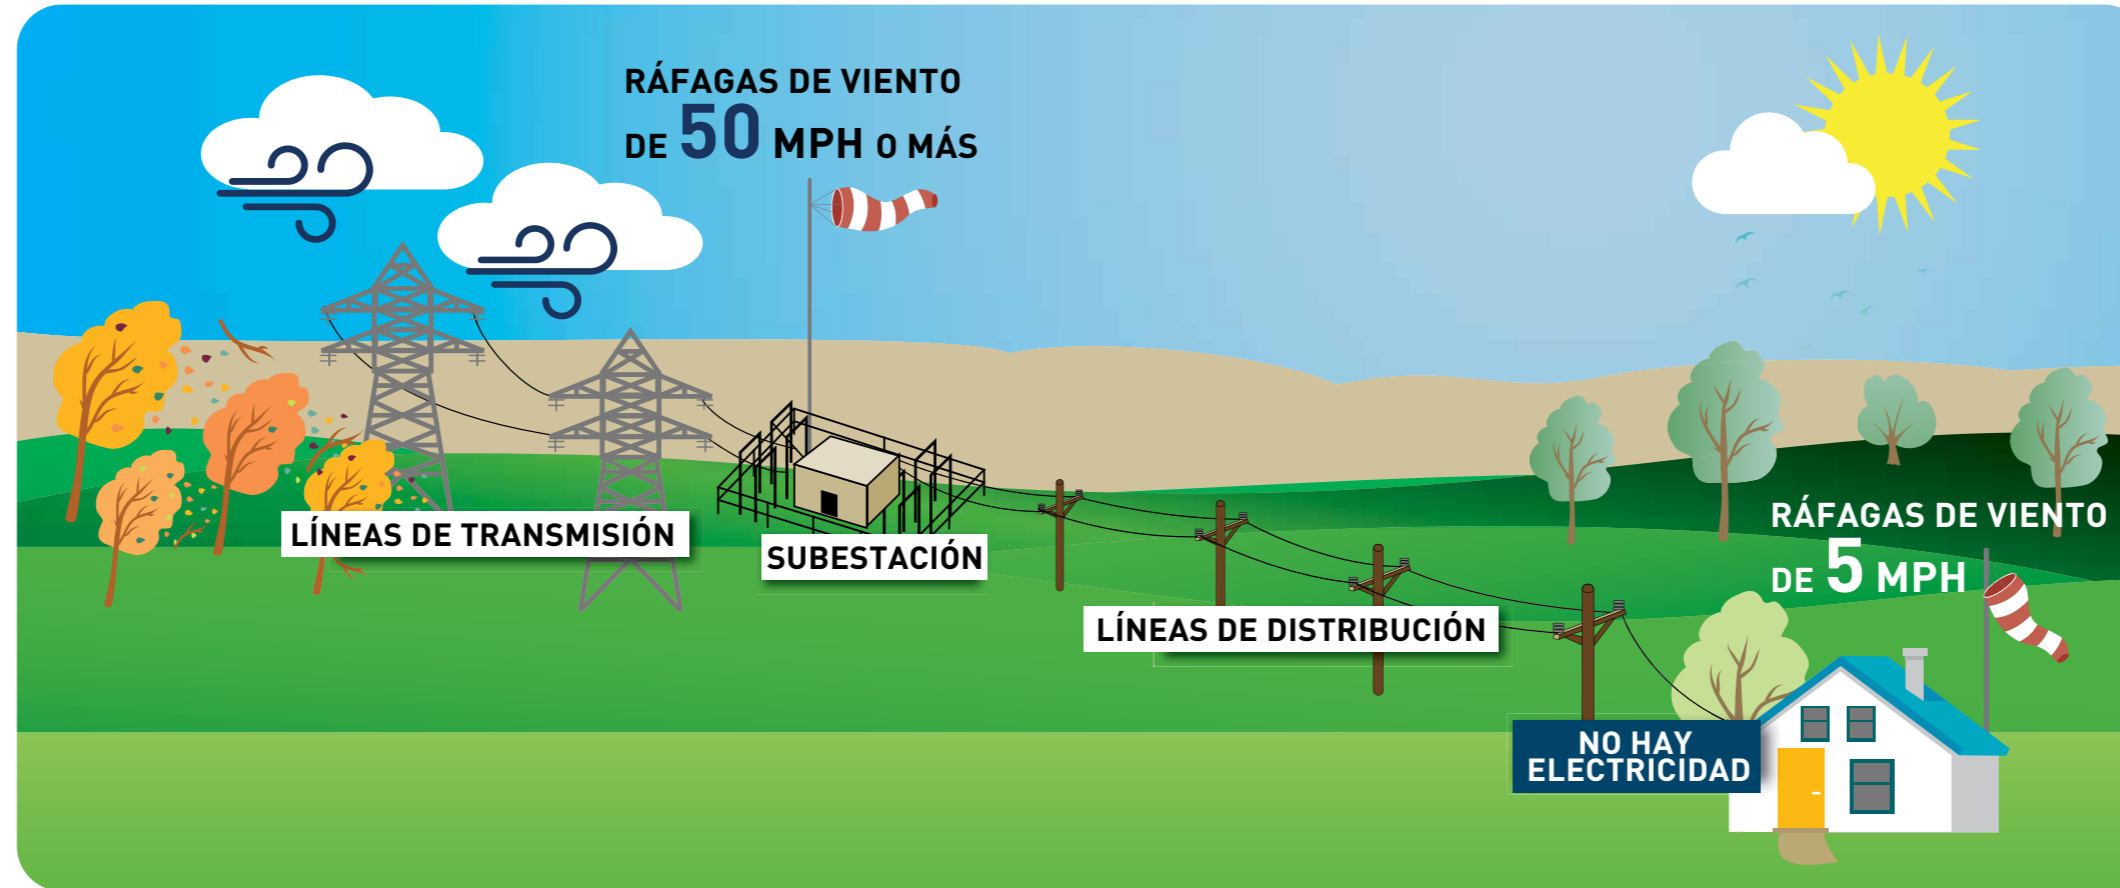 RÁFAGAS DE VIENTO
DE 50 MPH O MÁS
LÍNEAS DE TRANSMISIÓN
SUBESTACIÓN
LÍNEAS DE DISTRIBUCIÓN
RÁFAGAS DE VIENTO
DE 5 MPH
NO HAY
ELECTRICIDAD